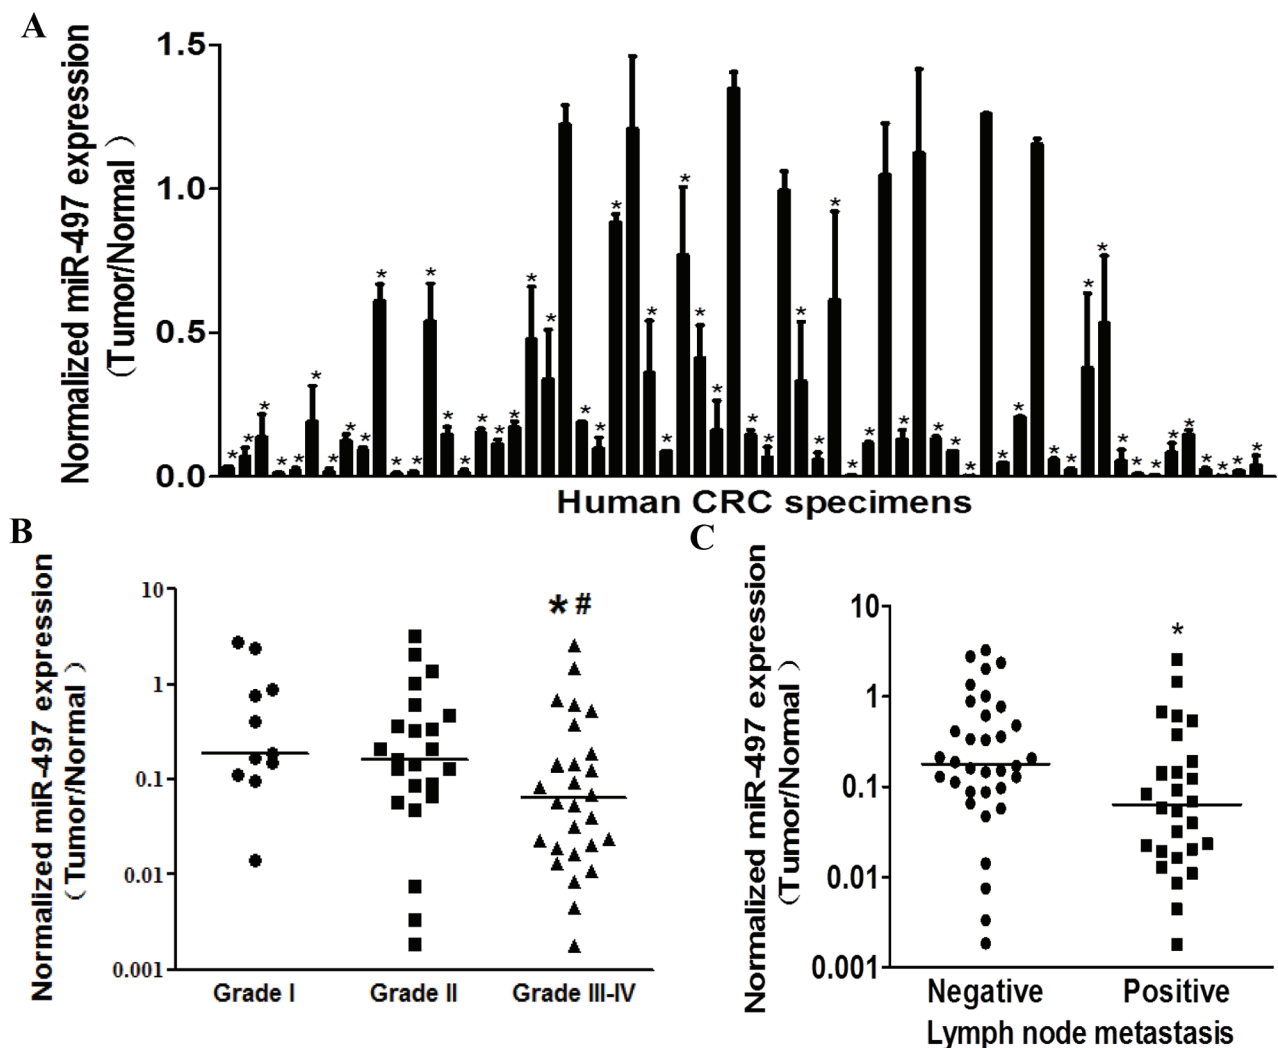 A
Normalized miR-497 expression
(Tumor/Normal )
1.5
1.0
0.5
0.0
* * * * * * * * * * * * * * * * * * * * * * * * * * * * * * * * * * * * * * * * * * * * * * * * * * * * *
Human CRC specimens
B
Normalized miR-497 expression
(Tumor/Normal )
10
1
0.1
0.01
0.001
*#
Grade I
Grade II
Grade III-IV
C
Normalized miR-497 expression
(Tumor/Normal )
10
1
0.1
0.01
0.001
*
Negative
Positive
Lymph node metastasis